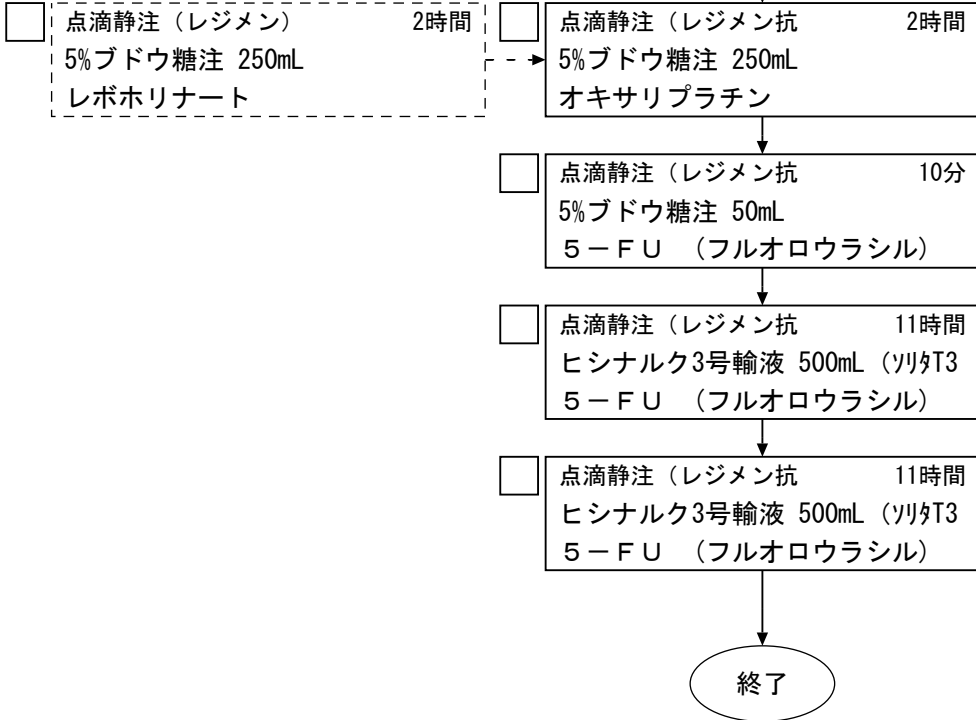 点滴静注（レジメン） 2時間
5%ブドウ糖注 250mL
レボホリナート
点滴静注（レジメン抗 2時間
5%ブドウ糖注 250mL
オキサリプラチン
点滴静注（レジメン抗 10分
5%ブドウ糖注 50mL
５－ＦＵ （フルオロウラシル）
点滴静注（レジメン抗 11時間
ヒシナルク3号輸液 500mL（ｿﾘﾀT3
５－ＦＵ （フルオロウラシル）
点滴静注（レジメン抗 11時間
ヒシナルク3号輸液 500mL（ｿﾘﾀT3
５－ＦＵ （フルオロウラシル）
終了